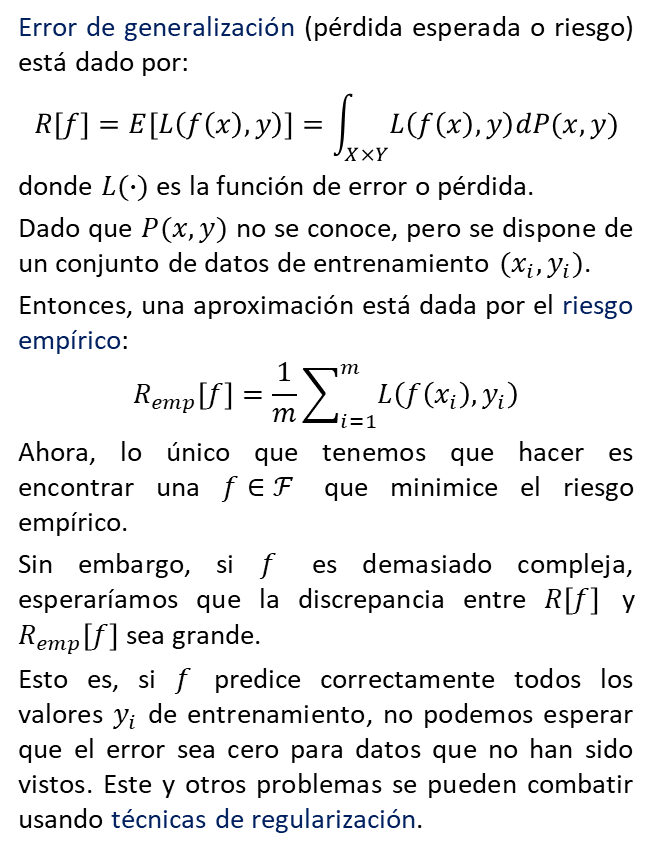 Error de generalización (pérdida esperada o riesgo)
está dado por:
R[f] = E[L(f(x), y)] = ∫_{X×Y} L(f(x), y)dP(x, y)
donde L(·) es la función de error o pérdida.
Dado que P(x, y) no se conoce, pero se dispone de
un conjunto de datos de entrenamiento (x_i, y_i).
Entonces, una aproximación está dada por el riesgo
empírico:
R_{emp}[f] = \frac{1}{m} ∑_{i=1}^{m} L(f(x_i), y_i)
Ahora, lo único que tenemos que hacer es
encontrar una f ∈ ℱ que minimice el riesgo
empírico.
Sin embargo, si f es demasiado compleja,
esperaríamos que la discrepancia entre R[f] y
R_{emp}[f] sea grande.
Esto es, si f predice correctamente todos los
valores y_i de entrenamiento, no podemos esperar
que el error sea cero para datos que no han sido
vistos. Este y otros problemas se pueden combatir
usando técnicas de regularización.